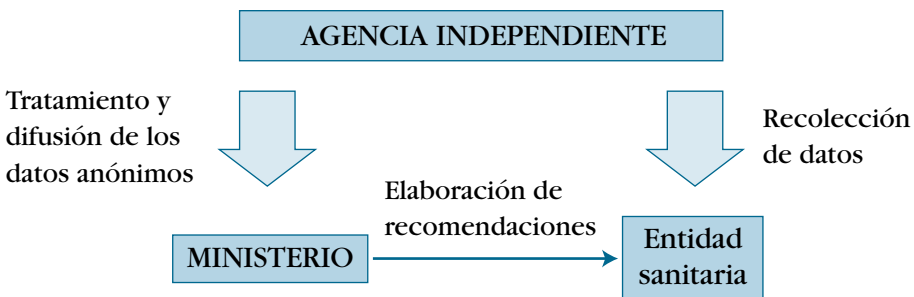 AGENCIA INDEPENDIENTE
Tratamiento y
difusión de los
datos anónimos
Recolección
de datos
Elaboración de
recomendaciones
MINISTERIO
Entidad
sanitaria